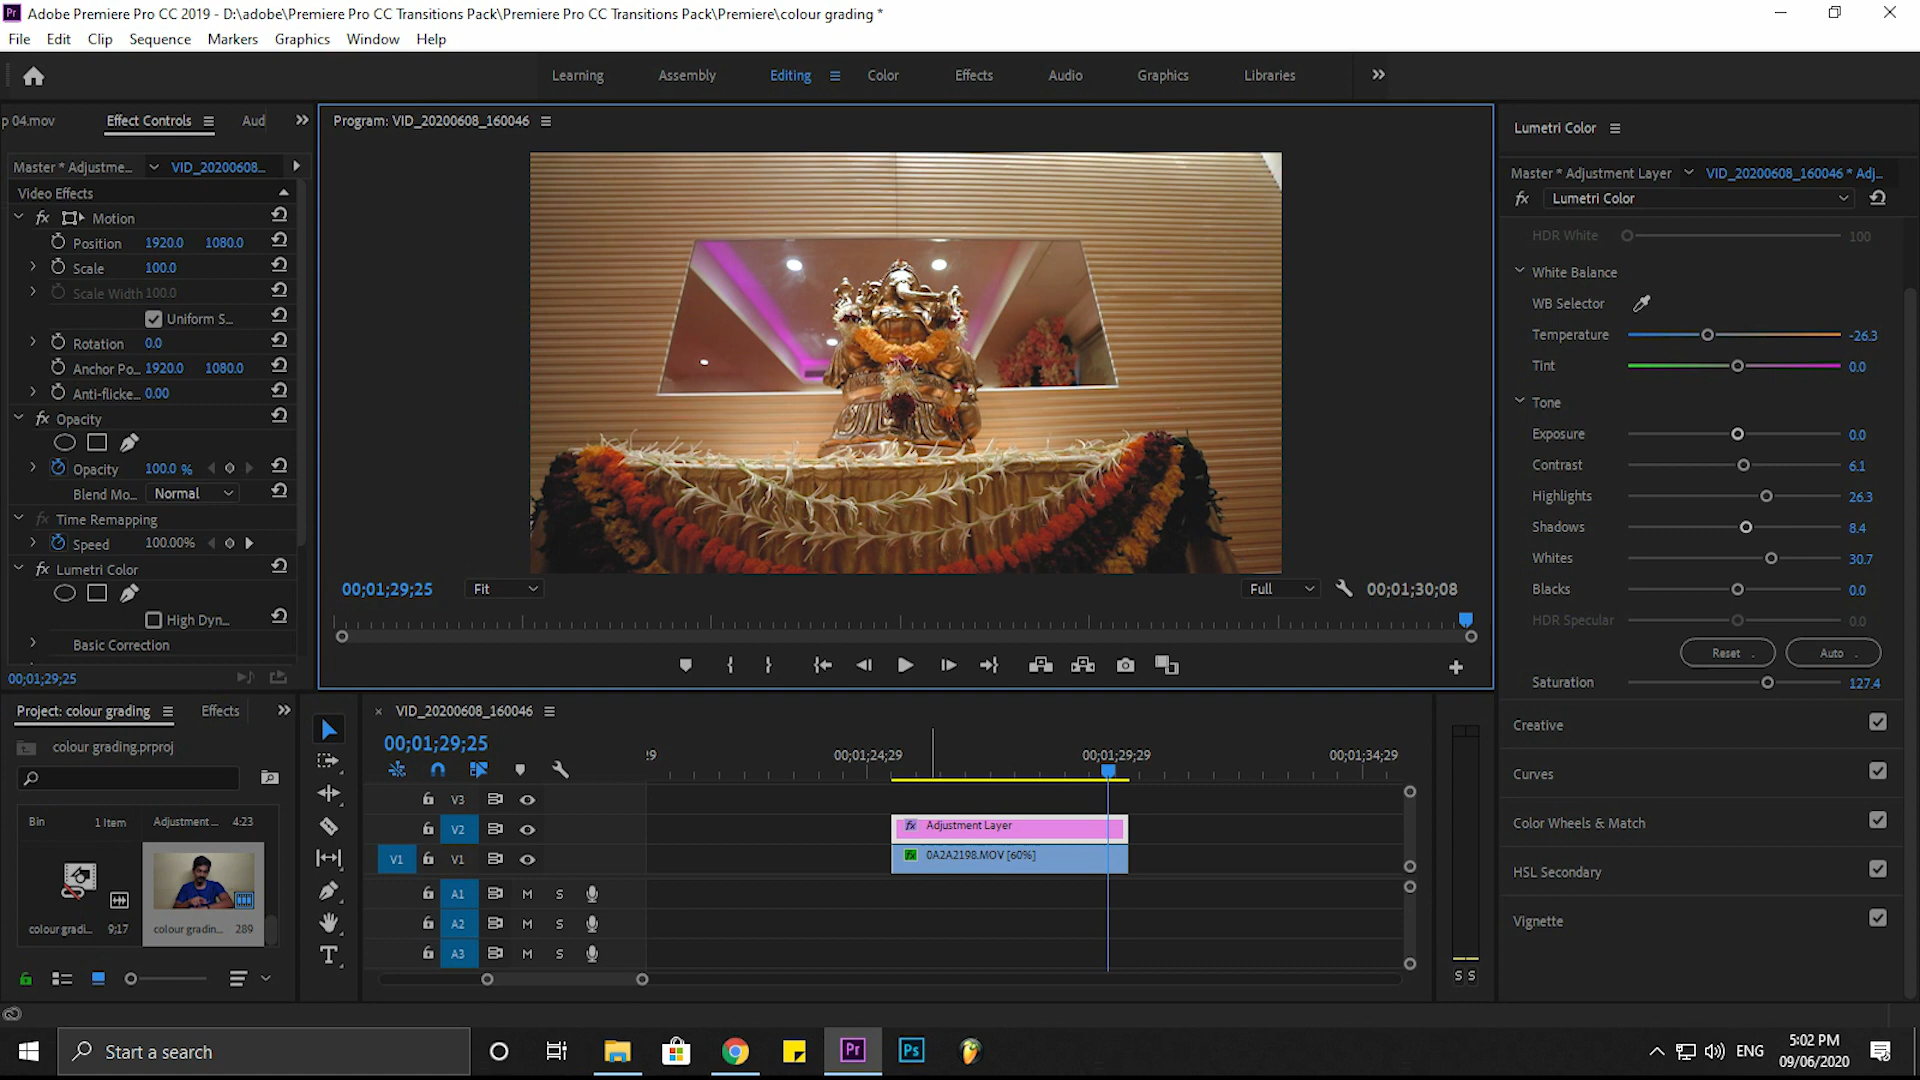 Adobe Premiere Pro CC 2019 - D:\adobe\Premiere Pro CC Transitions Pack\Premiere Pro CC Transitions Pack\Premiere\colour grading *
File Edit Clip Sequence Markers Graphics Window Help
Learning Assembly Editing Color Effects Audio Graphics Libraries
p 04.mov Effect Controls Aud
Master * Adjustme... VID_20200608...
Video Effects
fx Motion
Position 1920.0 1080.0
Scale 100.0
Scale Width 100.0
Uniform S...
Rotation 0.0
Anchor Po... 1920.0 1080.0
Anti-flicke... 0.00
fx Opacity
Opacity 100.0 %
Blend Mo... Normal
fx Time Remapping
Speed 100.00%
fx Lumetri Color
High Dyn...
Basic Correction
00;01;29;25
Program: VID_20200608_160046
00;01;29;25 Fit Full 00;01;30;08
Lumetri Color
Master * Adjustment Layer VID_20200608_160046 * Adj...
fx Lumetri Color
HDR White 100
White Balance
WB Selector
Temperature -26.3
Tint 0.0
Tone
Exposure 0.0
Contrast 6.1
Highlights 26.3
Shadows 8.4
Whites 30.7
Blacks 0.0
HDR Specular 0.0
Reset Auto
Saturation 127.4
Creative
Curves
Color Wheels & Match
HSL Secondary
Vignette
Project: colour grading Effects
colour grading.prproj
Bin 1 Item Adjustment ... 4:23
colour gradi... 9;17 colour gradin... 289
VID_20200608_160046
00;01;29;25
:29 00;01;24;29 00;01;29;29 00;01;34;29
V3
V2 fx Adjustment Layer
V1 V1 fx 0A2A2198.MOV [60%]
A1 M S
A2 M S
A3 M S
S S
Pr
Start a search
Pr Ps
ENG
5:02 PM
09/06/2020